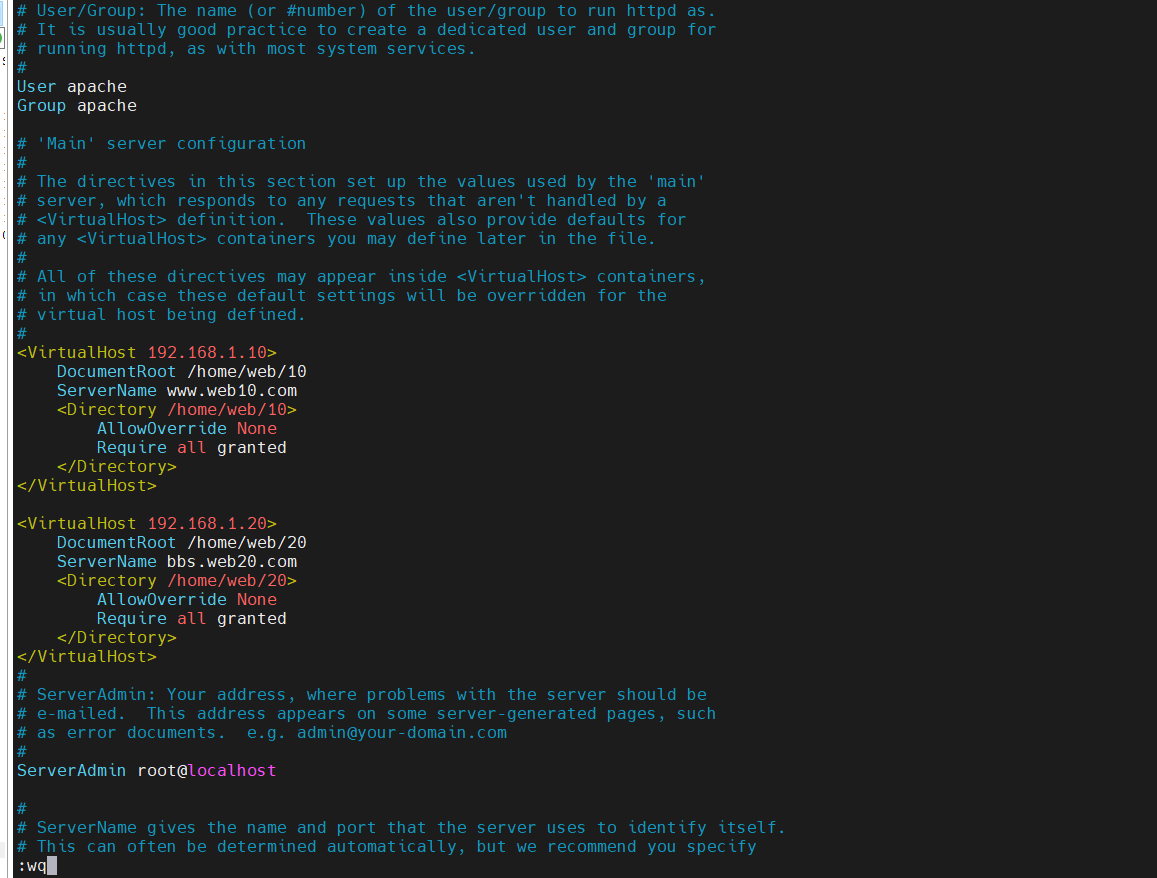 # User/Group: The name (or #number) of the user/group to run httpd as.
# It is usually good practice to create a dedicated user and group for
# running httpd, as with most system services.
#
User apache
Group apache

# 'Main' server configuration
#
# The directives in this section set up the values used by the 'main'
# server, which responds to any requests that aren't handled by a
# <VirtualHost> definition.  These values also provide defaults for
# any <VirtualHost> containers you may define later in the file.
#
# All of these directives may appear inside <VirtualHost> containers,
# in which case these default settings will be overridden for the
# virtual host being defined.
#
<VirtualHost 192.168.1.10>
    DocumentRoot /home/web/10
    ServerName www.web10.com
    <Directory /home/web/10>
        AllowOverride None
        Require all granted
    </Directory>
</VirtualHost>

<VirtualHost 192.168.1.20>
    DocumentRoot /home/web/20
    ServerName bbs.web20.com
    <Directory /home/web/20>
        AllowOverride None
        Require all granted
    </Directory>
</VirtualHost>
#
# ServerAdmin: Your address, where problems with the server should be
# e-mailed.  This address appears on some server-generated pages, such
# as error documents.  e.g. admin@your-domain.com
#
ServerAdmin root@localhost

#
# ServerName gives the name and port that the server uses to identify itself.
# This can often be determined automatically, but we recommend you specify
:wq